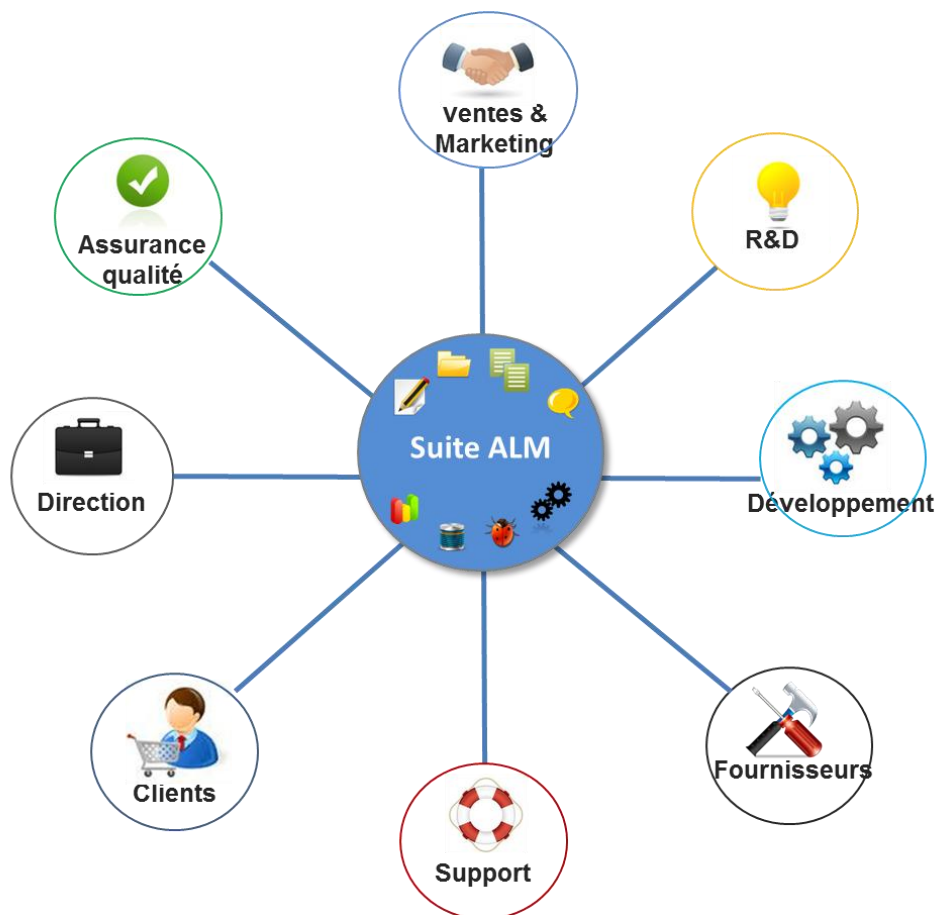 Ventes &
Marketing
Assurance
qualité
R&D
Suite ALM
Direction
Développement
Clients
Fournisseurs
Support